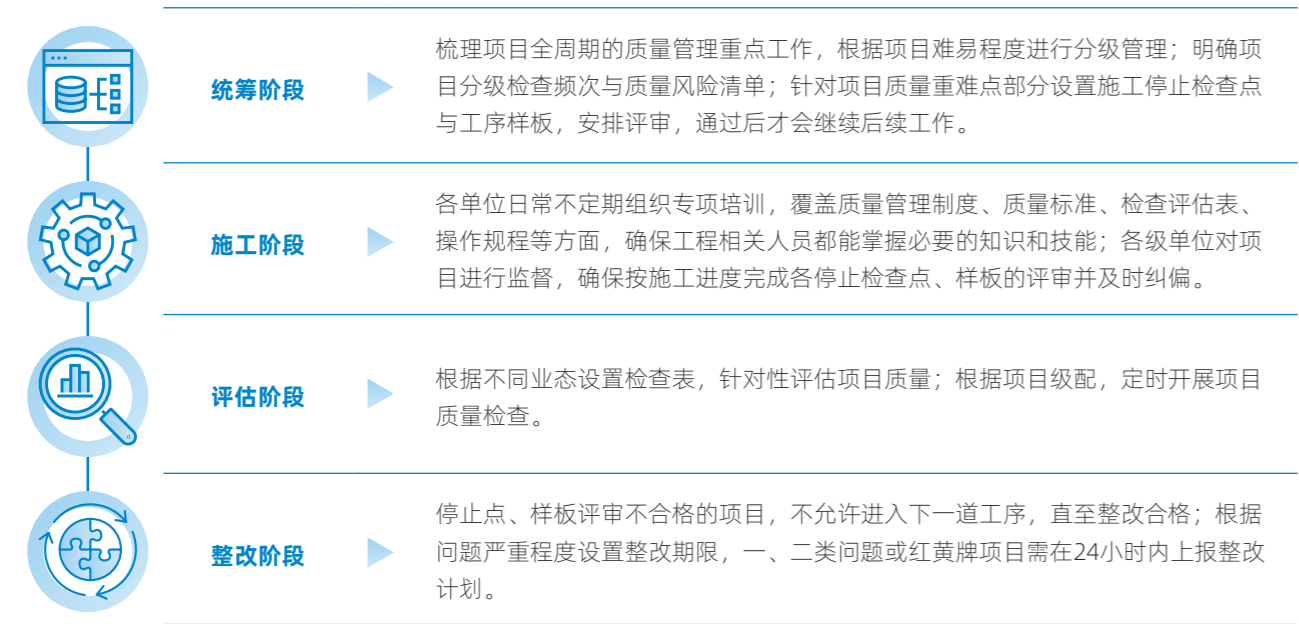 统筹阶段
梳理项目全周期的质量管理重点工作，根据项目难易程度进行分级管理；明确项
目分级检查频次与质量风险清单；针对项目质量重难点部分设置施工停止检查点
与工序样板，安排评审，通过后才会继续后续工作。
施工阶段
各单位日常不定期组织专项培训，覆盖质量管理制度、质量标准、检查评估表、
操作规程等方面，确保工程相关人员都能掌握必要的知识和技能；各级单位对项
目进行监督，确保按施工进度完成各停止检查点、样板的评审并及时纠偏。
评估阶段
根据不同业态设置检查表，针对性评估项目质量；根据项目级配，定时开展项目
质量检查。
整改阶段
停止点、样板评审不合格的项目，不允许进入下一道工序，直至整改合格；根据
问题严重程度设置整改期限，一、二类问题或红黄牌项目需在24小时内上报整改
计划。